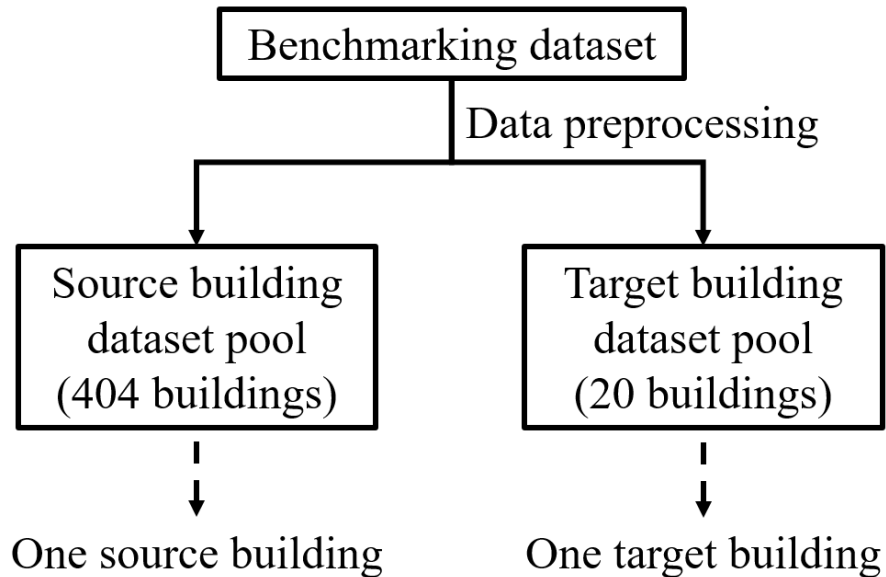 Benchmarking dataset
Data preprocessing
Source building
dataset pool
(404 buildings)
Target building
dataset pool
(20 buildings)
One source building
One target building